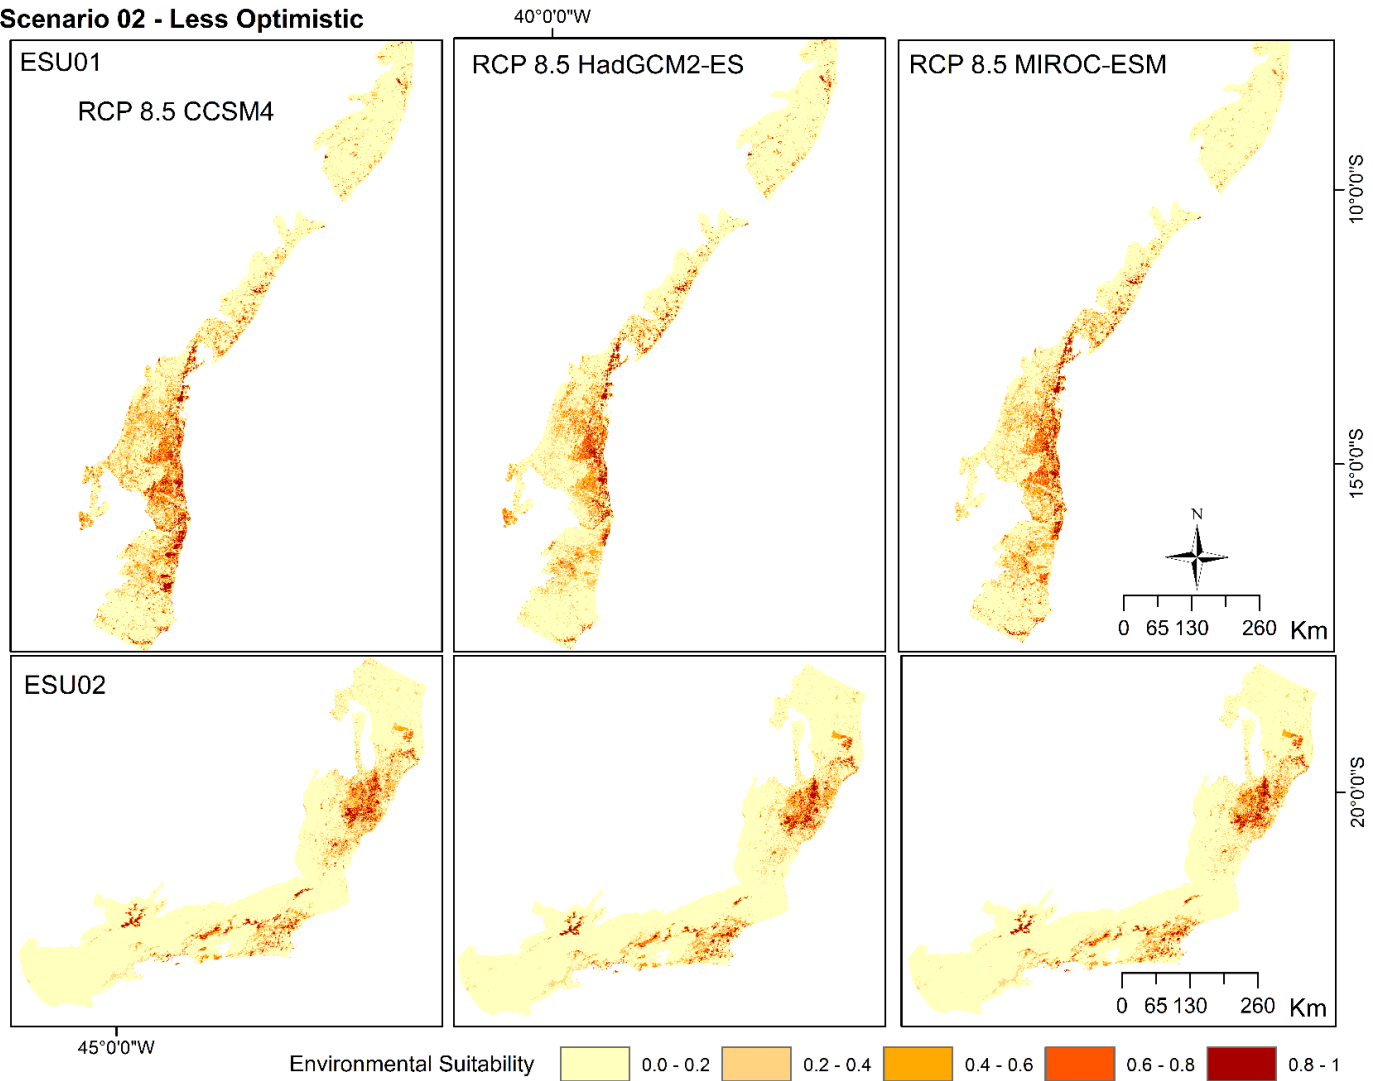 Scenario 02 - Less Optimistic
40°0'0"W
ESU01
RCP 8.5 CCSM4
RCP 8.5 HadGCM2-ES
RCP 8.5 MIROC-ESM
10°0'0"S
15°0'0"S
N
0 65 130 260 Km
ESU02
20°0'0"S
0 65 130 260 Km
45°0'0"W
Environmental Suitability 0.0 - 0.2 0.2 - 0.4 0.4 - 0.6 0.6 - 0.8 0.8 - 1